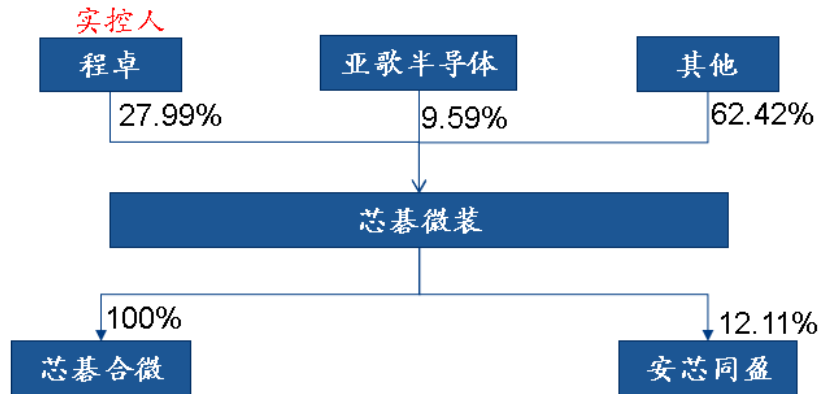 实控人
程卓
亚歌半导体
其他
27.99%
9.59%
62.42%
芯碁微装
100%
12.11%
芯碁合微
安芯同盈